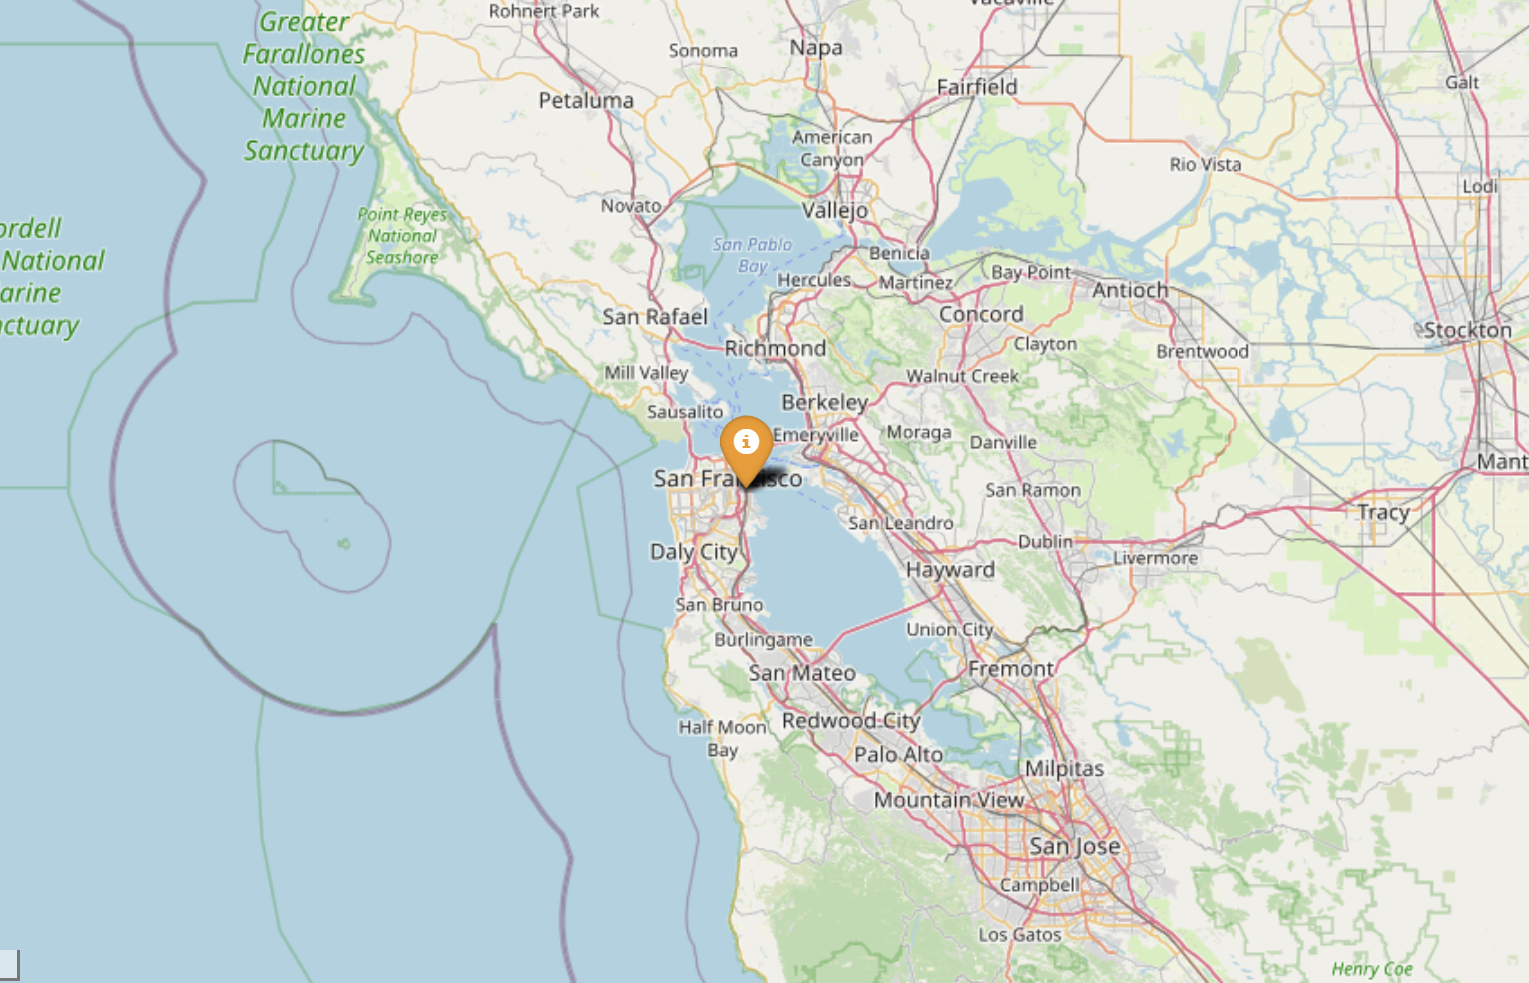 Rohnert Park
Vacaville
Greater
Farallones
National
Marine
Sanctuary
Sonoma
Napa
Fairfield
Galt
Petaluma
American
Canyon
Rio Vista
Lodi
Novato
Vallejo
Point Reyes
National
Seashore
ordell
National
arine
nctuary
San Pablo
Bay
Benicia
Hercules
Martinez
Bay Point
Antioch
San Rafael
Concord
Stockton
Richmond
Clayton
Brentwood
Mill Valley
Walnut Creek
Sausalito
Berkeley
Emeryville
Moraga
Danville
Mant
San Francisco
San Ramon
Tracy
San Leandro
Daly City
Dublin
Livermore
Hayward
San Bruno
Burlingame
Union City
San Mateo
Fremont
Half Moon
Bay
Redwood City
Palo Alto
Milpitas
Mountain View
San Jose
Campbell
Los Gatos
Henry Coe